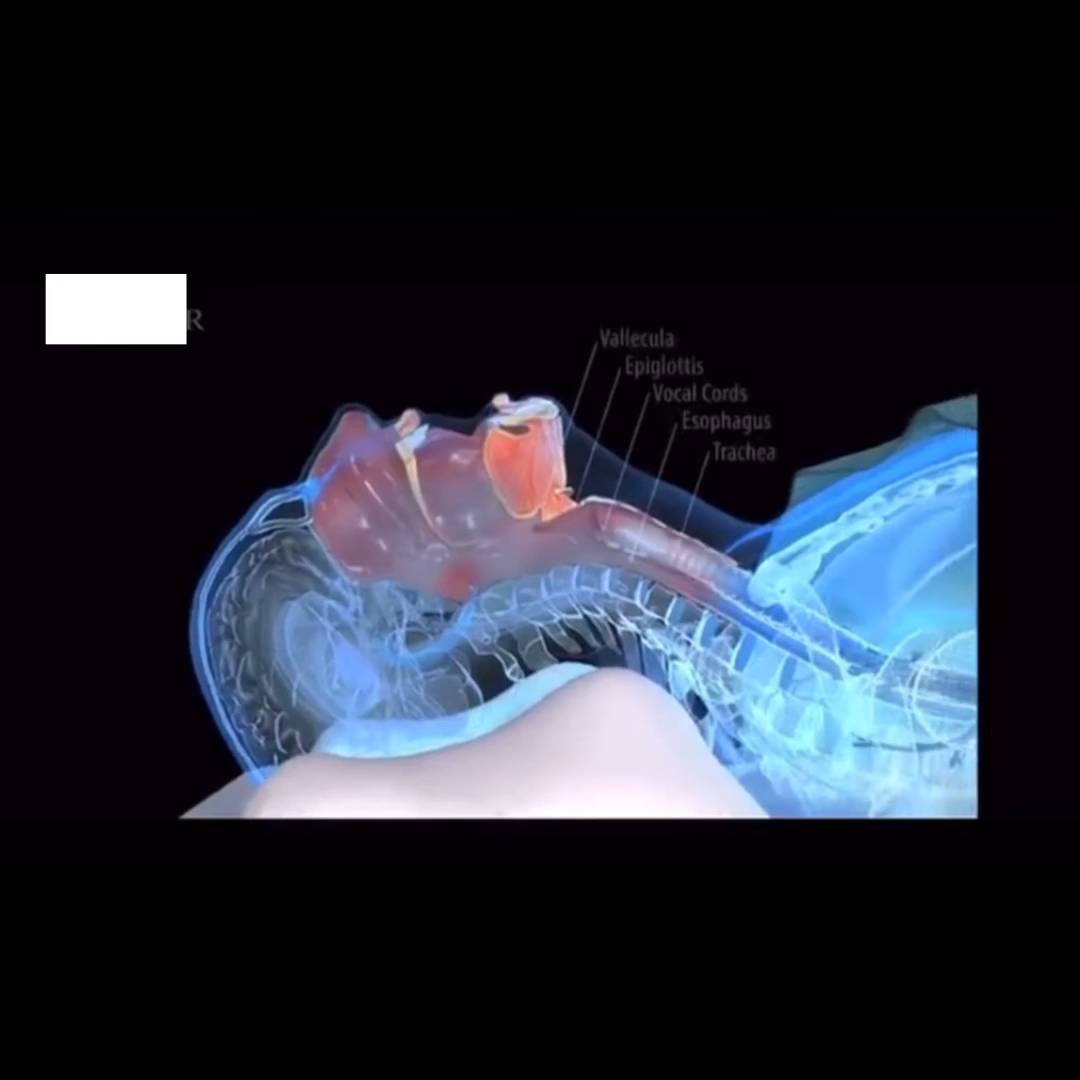 R
Vallecula
Epiglottis
Vocal Cords
Esophagus
Trachea